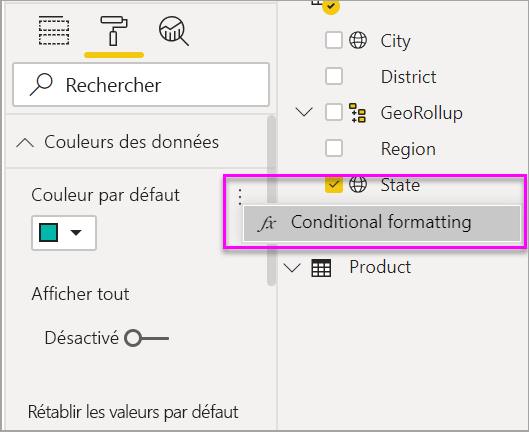 Rechercher
Couleurs des données
Couleur par défaut
Afficher tout
Désactivé
Rétablir les valeurs par défaut
City
District
GeoRollup
Region
State
fx Conditional formatting
Product